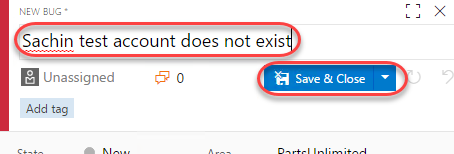 NEW BUG *
Sachin test account does not exist
Unassigned 0 Save & Close
Add tag
State New Area PartsUnlimited